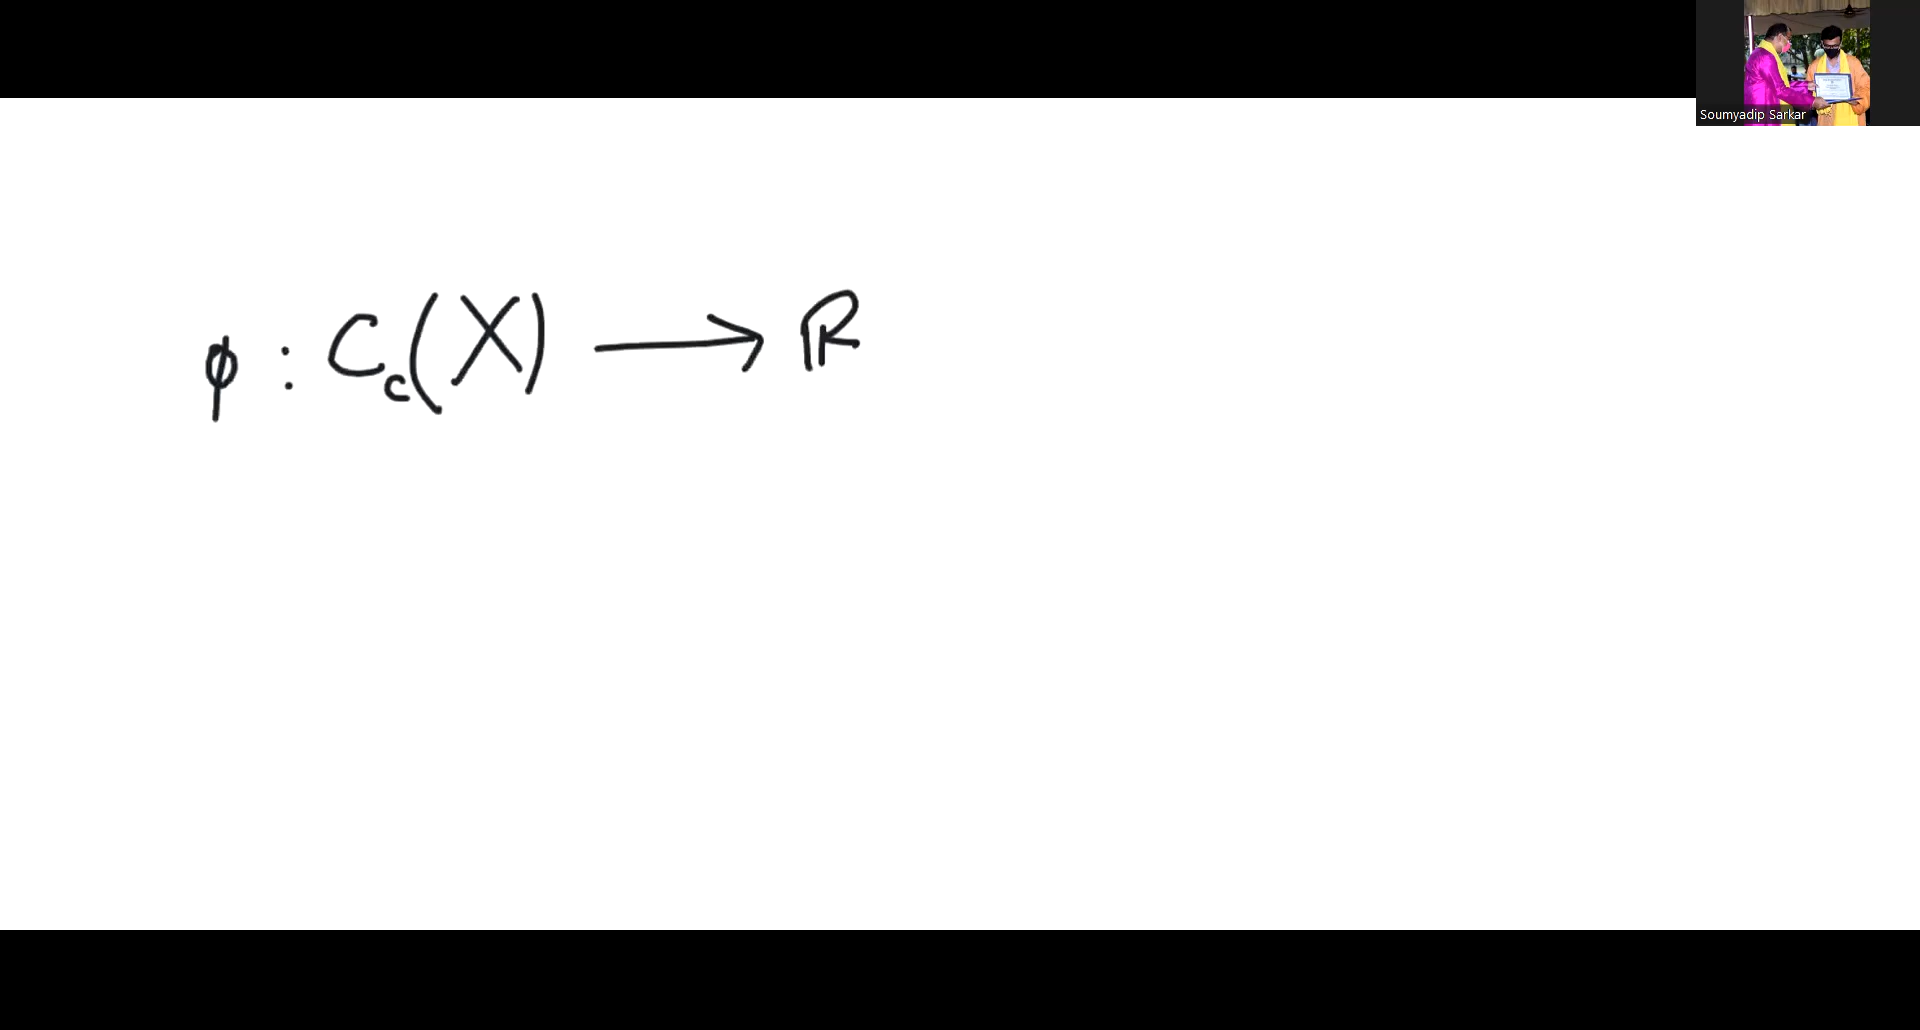 Soumyadip Sarkar
φ : C_c(X) ⟶ ℝ